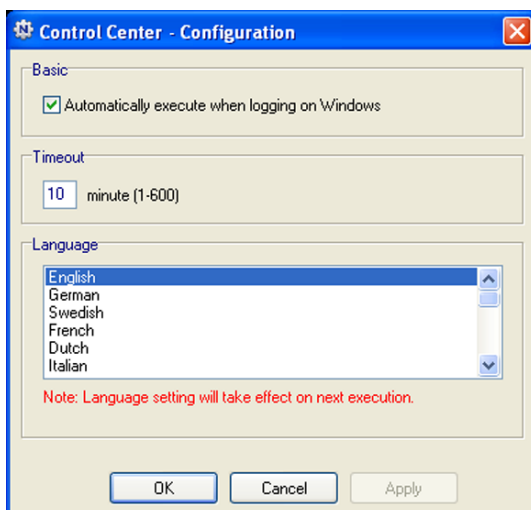 Control Center - Configuration
Basic
Automatically execute when logging on Windows
Timeout
10 minute (1-600)
Language
English
German
Swedish
French
Dutch
Italian
Note: Language setting will take effect on next execution.
OK Cancel Apply